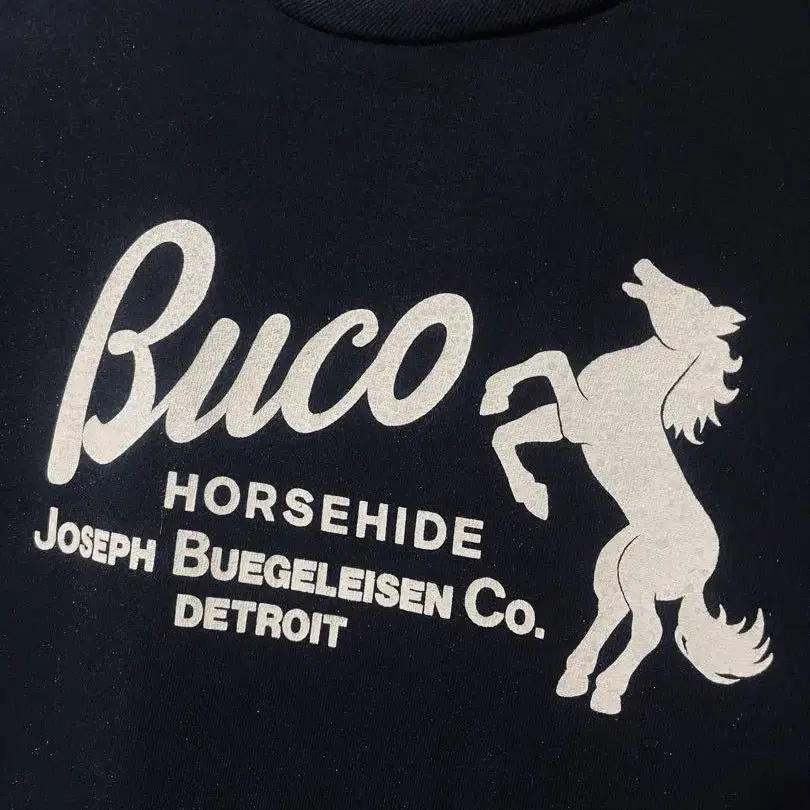 Buco
HORSEHIDE
JOSEPH BUEGELEISEN CO.
DETROIT